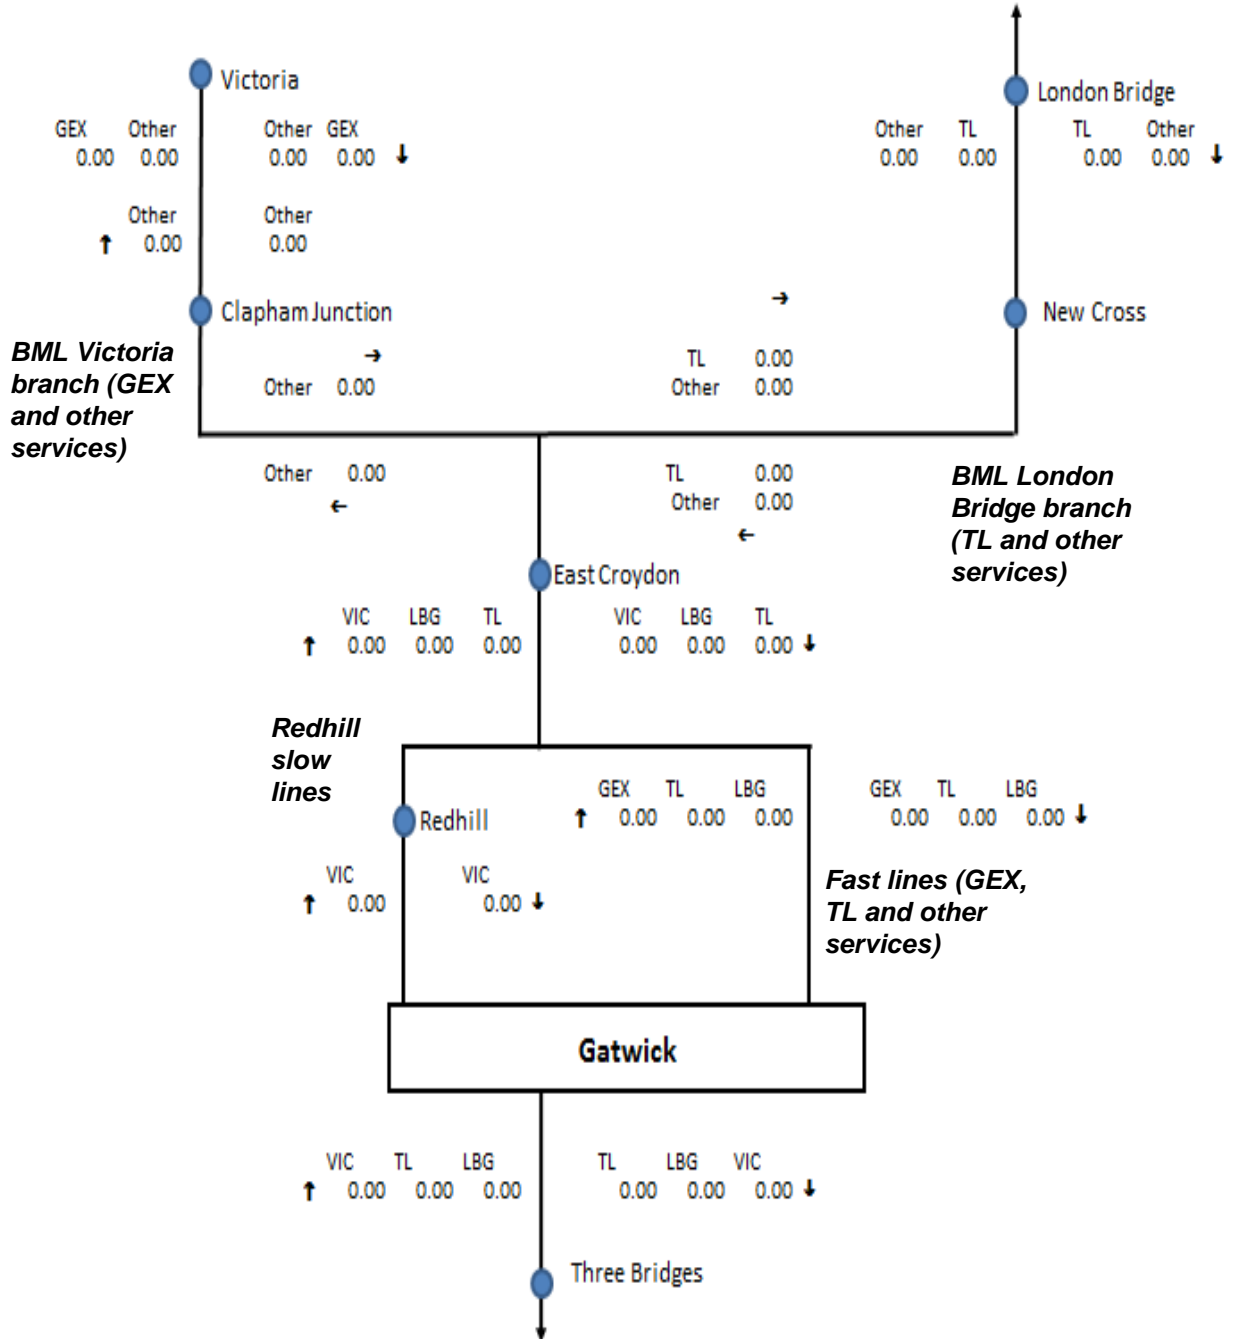 Victoria
London Bridge
GEX Other Other GEX
0.00 0.00 0.00 0.00 ↓
Other TL TL Other
0.00 0.00 0.00 0.00 ↓
Other Other
↑ 0.00 0.00
→
Clapham Junction
New Cross
BML Victoria
branch (GEX
and other
services)
→
Other 0.00
TL 0.00
Other 0.00
Other 0.00
←
TL 0.00
Other 0.00
←
BML London
Bridge branch
(TL and other
services)
East Croydon
VIC LBG TL VIC LBG TL
↑ 0.00 0.00 0.00 0.00 0.00 0.00 ↓
Redhill
slow
lines
GEX TL LBG GEX TL LBG
↑ 0.00 0.00 0.00 0.00 0.00 0.00 ↓
Redhill
VIC VIC
↑ 0.00 0.00 ↓
Fast lines (GEX,
TL and other
services)
Gatwick
VIC TL LBG TL LBG VIC
↑ 0.00 0.00 0.00 0.00 0.00 0.00 ↓
Three Bridges